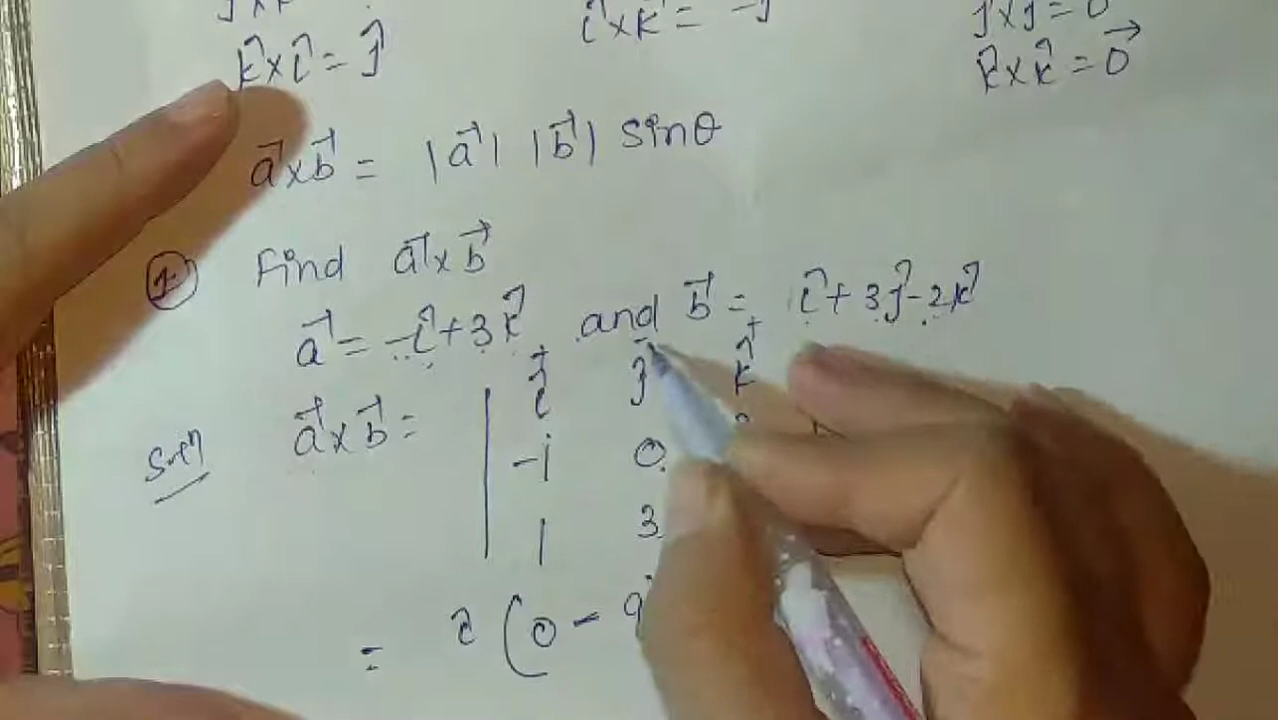 k̂×î = ĵ
î×k̂ = -ĵ
ĵ×ĵ = 0
k̂×k̂ = 0⃗
a⃗×b⃗ = |a⃗| |b⃗| sinθ
1. Find a⃗×b⃗
a⃗ = -î+3k̂ and b⃗ = î+3ĵ-2k̂
Sol^n a⃗×b⃗ =
+ - +
î ĵ k̂
-1 0
1 3
= î (0 - 9